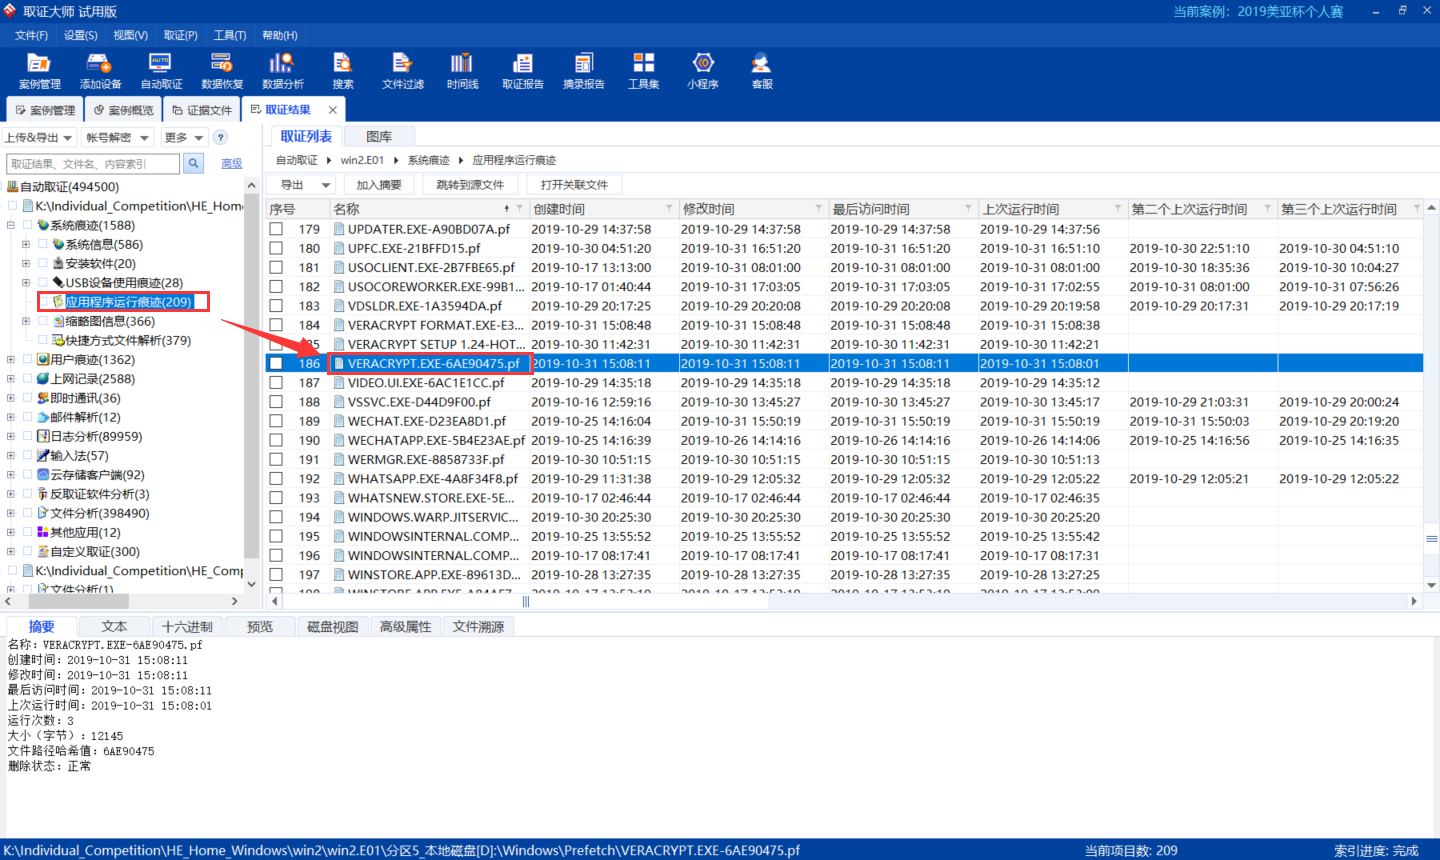 取证大师 试用版
当前案例：2019美亚杯个人赛
文件(F) 设置(S) 视图(V) 取证(P) 工具(T) 帮助(H)
案例管理 添加设备 自动取证 数据恢复 数据分析 搜索 文件过滤 时间线 取证报告 摘录报告 工具集 小程序 客服
案例管理 案例概览 证据文件 取证结果
上传&导出 帐号解密 更多
取证结果、文件名、内容索引 高级
自动取证(494500)
K:\Individual_Competition\HE_Hom
系统痕迹(1588)
系统信息(586)
安装软件(20)
USB设备使用痕迹(28)
应用程序运行痕迹(209)
缩略图信息(366)
快捷方式文件解析(379)
用户痕迹(1362)
上网记录(2588)
即时通讯(36)
邮件解析(12)
日志分析(89959)
输入法(57)
云存储客户端(92)
反取证软件分析(3)
文件分析(398490)
其他应用(12)
自定义取证(300)
K:\Individual_Competition\HE_Comp
文件分析(1)
取证列表 图库
自动取证 win2.E01 系统痕迹 应用程序运行痕迹
导出 加入摘要 跳转到源文件 打开关联文件
序号 名称 创建时间 修改时间 最后访问时间 上次运行时间 第二个上次运行时间 第三个上次运行时间
179 UPDATER.EXE-A90BD07A.pf 2019-10-29 14:37:58 2019-10-29 14:37:58 2019-10-29 14:37:58 2019-10-29 14:37:56
180 UPFC.EXE-21BFFD15.pf 2019-10-30 04:51:20 2019-10-31 16:51:20 2019-10-31 16:51:20 2019-10-31 16:51:10 2019-10-30 22:51:10 2019-10-30 04:51:10
181 USOCLIENT.EXE-2B7FBE65.pf 2019-10-17 13:13:00 2019-10-31 08:01:00 2019-10-31 08:01:00 2019-10-31 08:01:00 2019-10-30 18:35:36 2019-10-30 10:04:27
182 USOCOREWORKER.EXE-99B1... 2019-10-17 01:40:44 2019-10-31 17:03:05 2019-10-31 17:03:05 2019-10-31 17:02:55 2019-10-31 08:01:00 2019-10-31 07:56:26
183 VDSLDR.EXE-1A3594DA.pf 2019-10-29 20:17:25 2019-10-29 20:20:08 2019-10-29 20:20:08 2019-10-29 20:19:58 2019-10-29 20:17:31 2019-10-29 20:17:19
184 VERACRYPT FORMAT.EXE-E3... 2019-10-31 15:08:48 2019-10-31 15:08:48 2019-10-31 15:08:48 2019-10-31 15:08:38
185 VERACRYPT SETUP 1.24-HOT... 2019-10-30 11:42:31 2019-10-30 11:42:31 2019-10-30 11:42:31 2019-10-30 11:42:21
186 VERACRYPT.EXE-6AE90475.pf 2019-10-31 15:08:11 2019-10-31 15:08:11 2019-10-31 15:08:11 2019-10-31 15:08:01
187 VIDEO.UI.EXE-6AC1E1CC.pf 2019-10-29 14:35:18 2019-10-29 14:35:18 2019-10-29 14:35:18 2019-10-29 14:35:12
188 VSSVC.EXE-D44D9F00.pf 2019-10-16 12:59:16 2019-10-30 13:45:27 2019-10-30 13:45:27 2019-10-30 13:45:17 2019-10-29 21:03:31 2019-10-29 20:00:24
189 WECHAT.EXE-D23EA8D1.pf 2019-10-25 14:16:04 2019-10-31 15:50:19 2019-10-31 15:50:19 2019-10-31 15:50:19 2019-10-31 15:50:03 2019-10-29 20:19:20
190 WECHATAPP.EXE-5B4E23AE.pf 2019-10-25 14:16:39 2019-10-26 14:14:16 2019-10-26 14:14:16 2019-10-26 14:14:06 2019-10-25 14:16:56 2019-10-25 14:16:35
191 WERMGR.EXE-8858733F.pf 2019-10-30 10:51:15 2019-10-30 10:51:15 2019-10-30 10:51:15 2019-10-30 10:51:13
192 WHATSAPP.EXE-4A8F34F8.pf 2019-10-29 11:31:38 2019-10-29 12:05:32 2019-10-29 12:05:32 2019-10-29 12:05:22 2019-10-29 12:05:21 2019-10-29 12:05:22
193 WHATSNEW.STORE.EXE-5E... 2019-10-17 02:46:44 2019-10-17 02:46:44 2019-10-17 02:46:44 2019-10-17 02:46:35
194 WINDOWS.WARP.JITSERVIC... 2019-10-30 20:25:30 2019-10-30 20:25:30 2019-10-30 20:25:30 2019-10-30 20:25:20
195 WINDOWSINTERNAL.COMP... 2019-10-25 13:55:52 2019-10-25 13:55:52 2019-10-25 13:55:52 2019-10-25 13:55:42
196 WINDOWSINTERNAL.COMP... 2019-10-17 08:17:41 2019-10-17 08:17:41 2019-10-17 08:17:41 2019-10-17 08:17:31
197 WINSTORE.APP.EXE-89613D... 2019-10-28 13:27:35 2019-10-28 13:27:35 2019-10-28 13:27:35 2019-10-28 13:27:25
摘要 文本 十六进制 预览 磁盘视图 高级属性 文件溯源
名称：VERACRYPT.EXE-6AE90475.pf
创建时间：2019-10-31 15:08:11
修改时间：2019-10-31 15:08:11
最后访问时间：2019-10-31 15:08:11
上次运行时间：2019-10-31 15:08:01
运行次数：3
大小（字节）：12145
文件路径哈希值：6AE90475
删除状态：正常
K:\Individual_Competition\HE_Home_Windows\win2\win2.E01\分区5_本地磁盘[D]:\Windows\Prefetch\VERACRYPT.EXE-6AE90475.pf
当前项目数: 209
索引进度: 完成